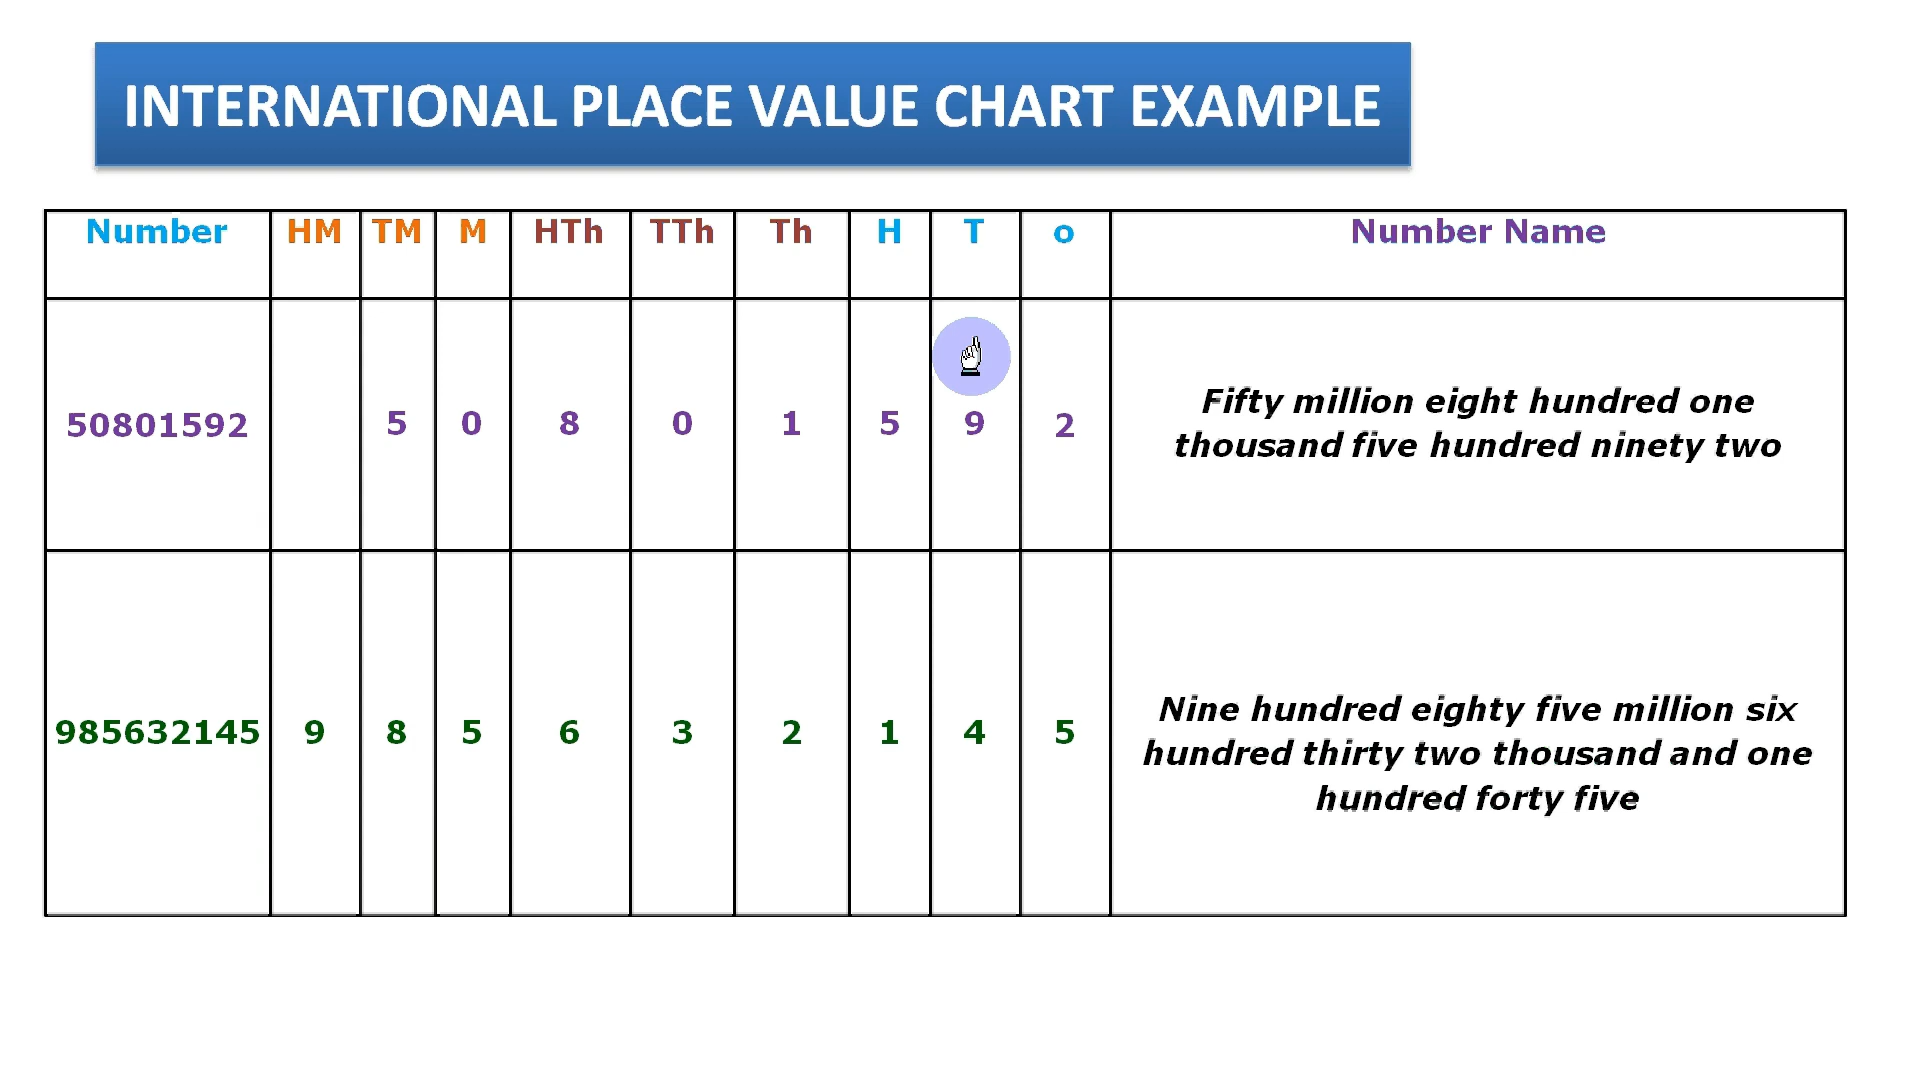 INTERNATIONAL PLACE VALUE CHART EXAMPLE
Number HM TM M HTh TTh Th H T o Number Name
50801592 5 0 8 0 1 5 9 2 Fifty million eight hundred one
thousand five hundred ninety two
985632145 9 8 5 6 3 2 1 4 5 Nine hundred eighty five million six
hundred thirty two thousand and one
hundred forty five